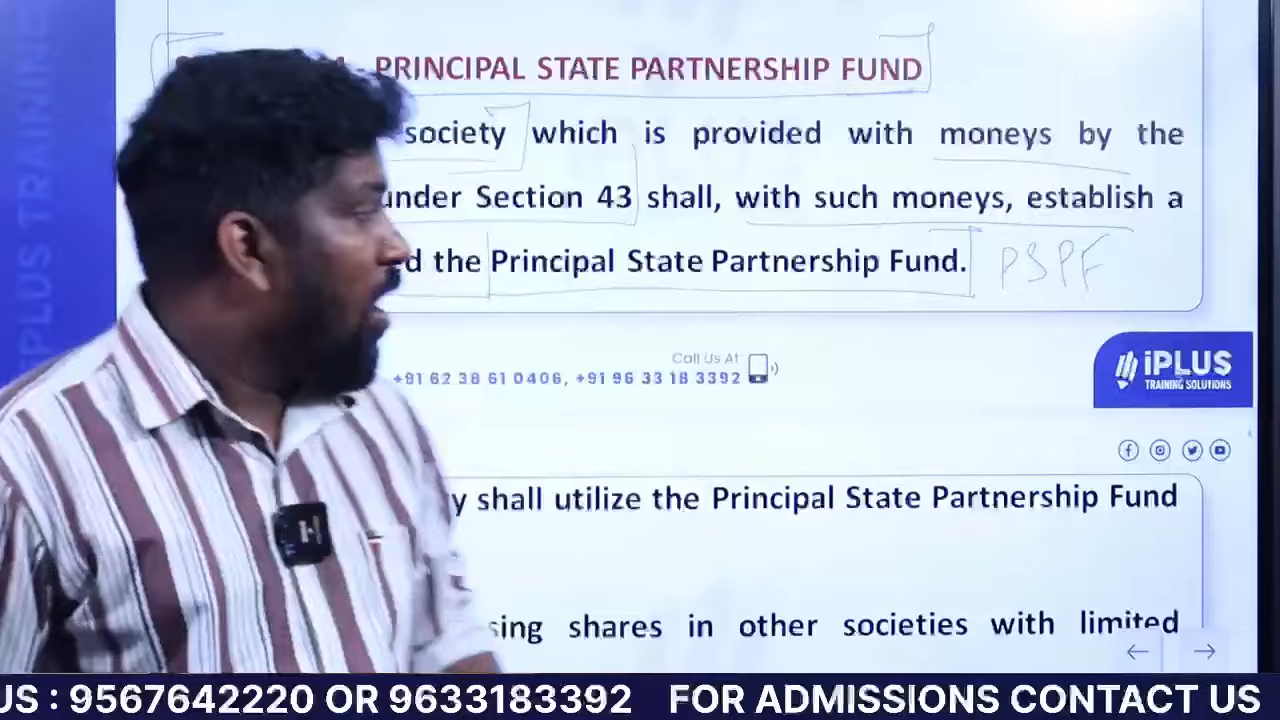 PLUS TRAINING
PRINCIPAL STATE PARTNERSHIP FUND
society which is provided with moneys by the
under Section 43 shall, with such moneys, establish a
the Principal State Partnership Fund. PSPF
Call Us At
+91 62 38 61 0406, +91 96 33 18 3392
iPLUS
TRAINING SOLUTIONS
shall utilize the Principal State Partnership Fund
shares in other societies with limited
US : 9567642220 OR 9633183392 FOR ADMISSIONS CONTACT US